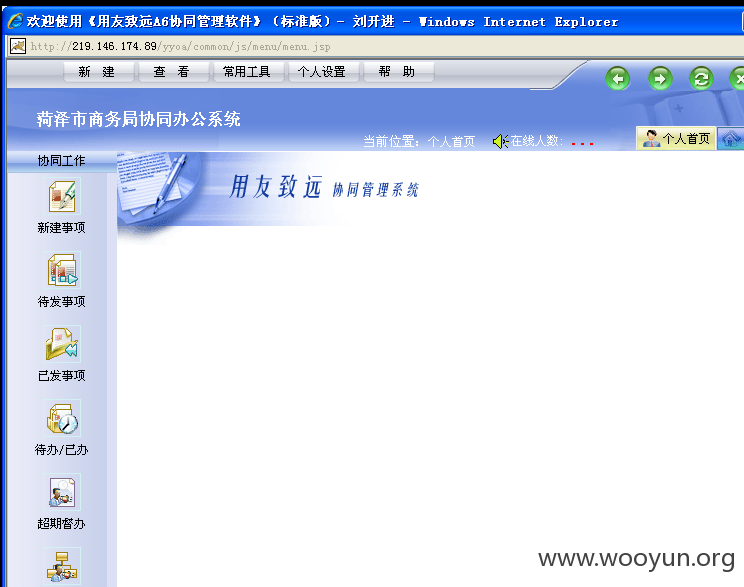 欢迎使用《用友致远A6协同管理软件》（标准版）- 刘开进 - Windows Internet Explorer
http://219.146.174.89/yyoa/common/js/menu/menu.jsp
新 建 查 看 常用工具 个人设置 帮 助
菏泽市商务局协同办公系统
当前位置：个人首页 在线人数: ... 个人首页
协同工作
用友致远 协同管理系统
新建事项
待发事项
已发事项
待办/已办
超期督办
www.wooyun.org